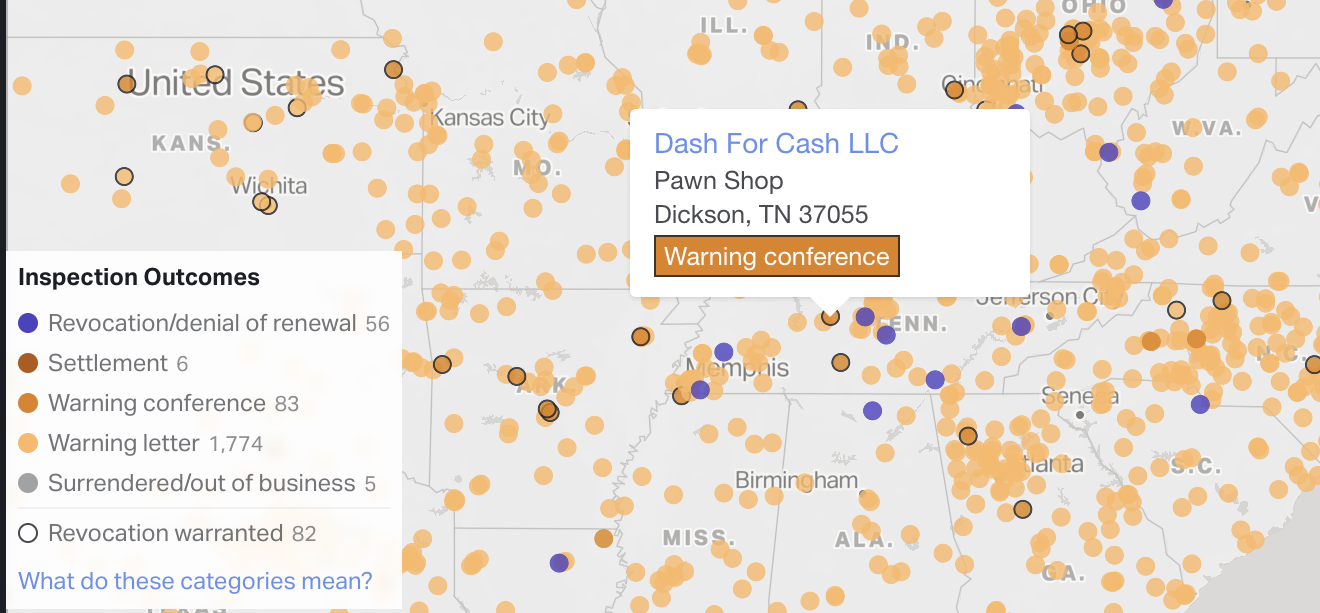 OHIO
ILL.
IND.
United States
Cincinnati
Kansas City
KANS.
W.VA.
MO.
Wichita
Dash For Cash LLC
Pawn Shop
Dickson, TN 37055
Warning conference
Jefferson City
TENN.
N.C.
Memphis
ARK.
Seneca
Atlanta
S.C.
Birmingham
MISS.
ALA.
GA.
Inspection Outcomes
Revocation/denial of renewal 56
Settlement 6
Warning conference 83
Warning letter 1,774
Surrendered/out of business 5
Revocation warranted 82
What do these categories mean?